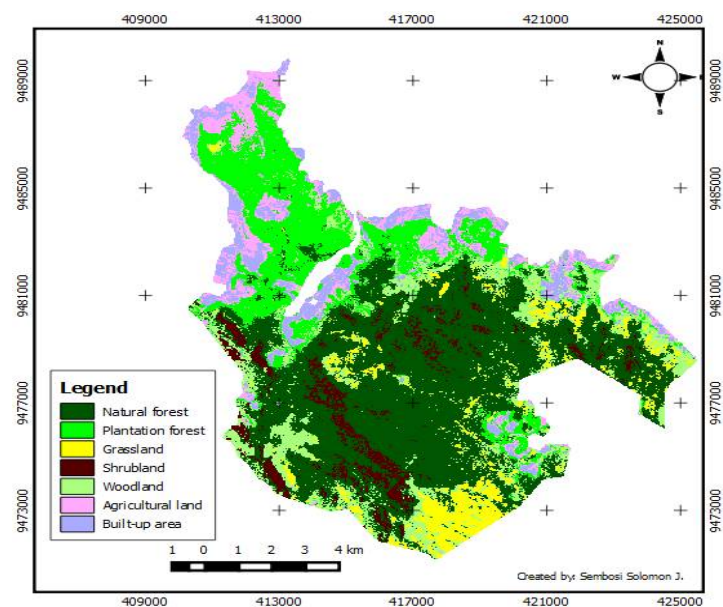 409000 413000 417000 421000 425000
N
W
S
9489000 9489000
9485000 9485000
9481000 9481000
9477000 9477000
9473000 9473000
Legend
Natural forest
Plantation forest
Grassland
Shrubland
Woodland
Agricultural land
Built-up area
1 0 1 2 3 4 km
Created by: Sembosi Solomon J.
409000 413000 417000 421000 425000